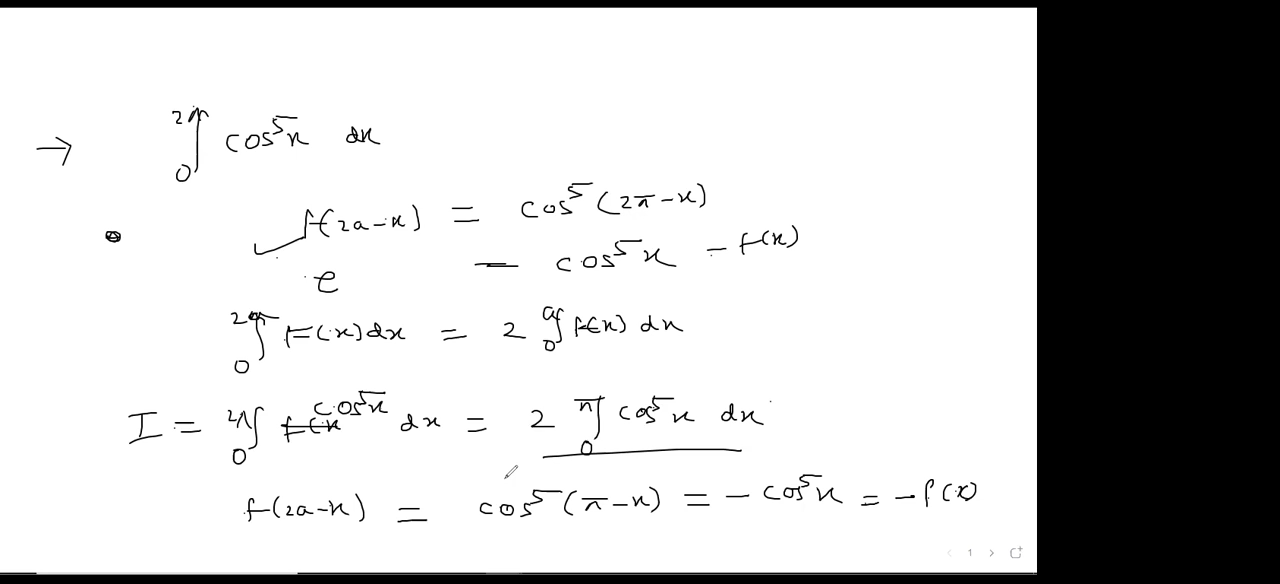 → 2π∫0 cos⁵x dx
f(2a-x) = cos⁵(2π-x)
e = cos⁵x = f(x)
2a∫0 f(x)dx = 2 a∫0 f(x) dx
I = 2π∫0 cos⁵x dx = 2 π∫0 cos⁵x dx
f(2a-x) = cos⁵(π-x) = -cos⁵x = -f(x)
1